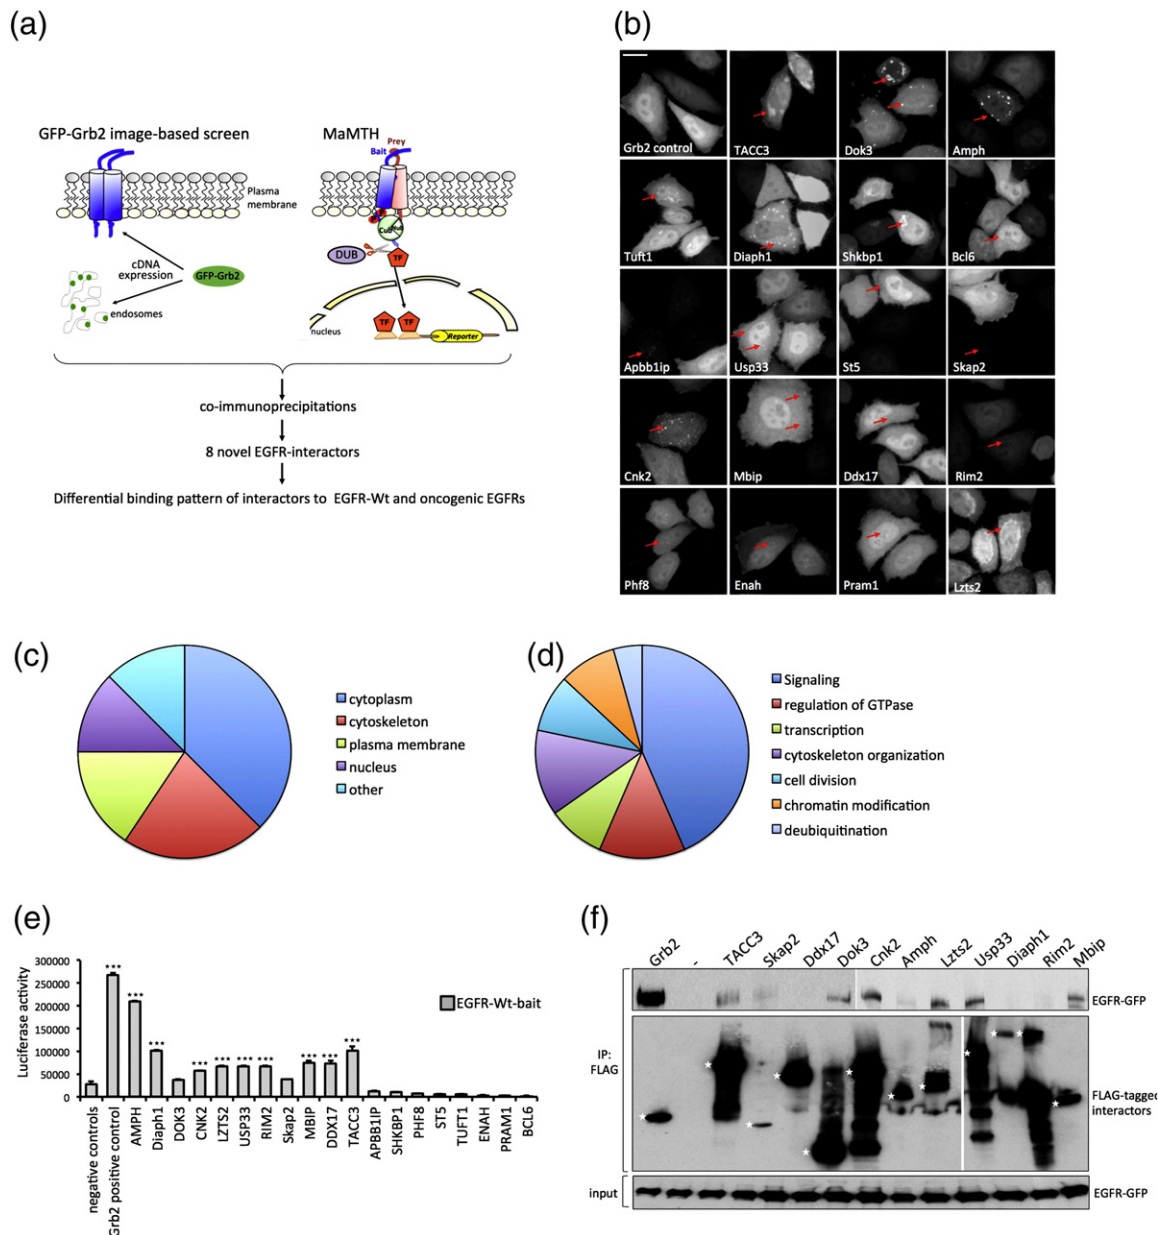 (a)
GFP-Grb2 image-based screen
MaMTH
Prey
Bait
Plasma
membrane
Cub
Nub
DUB
TF
cDNA
expression
GFP-Grb2
endosomes
TF
TF
Reporter
nucleus
co-immunoprecipitations
8 novel EGFR-interactors
Differential binding pattern of interactors to EGFR-Wt and oncogenic EGFRs
(b)
Grb2 control
TACC3
Dok3
Amph
Tuft1
Diaph1
Shkbp1
Bcl6
Apbb1ip
Usp33
St5
Skap2
Cnk2
Mbip
Ddx17
Rim2
Phf8
Enah
Pram1
Lzts2
(c)
cytoplasm
cytoskeleton
plasma membrane
nucleus
other
(d)
Signaling
regulation of GTPase
transcription
cytoskeleton organization
cell division
chromatin modification
deubiquitination
(e)
Luciferase activity
300000
250000
200000
150000
100000
50000
0
***
***
***
***
***
***
***
***
***
***
EGFR-Wt-bait
negative controls
Grb2 positive control
AMPH
Diaph1
DOK3
CNK2
LZTS2
USP33
RIM2
Skap2
MBIP
DDX17
TACC3
APBB1IP
SHKBP1
PHF8
ST5
TUFT1
ENAH
PRAM1
BCL6
(f)
Grb2
-
TACC3
Skap2
Ddx17
Dok3
Cnk2
Amph
Lzts2
Usp33
Diaph1
Rim2
Mbip
EGFR-GFP
IP:
FLAG
FLAG-tagged
interactors
input
EGFR-GFP